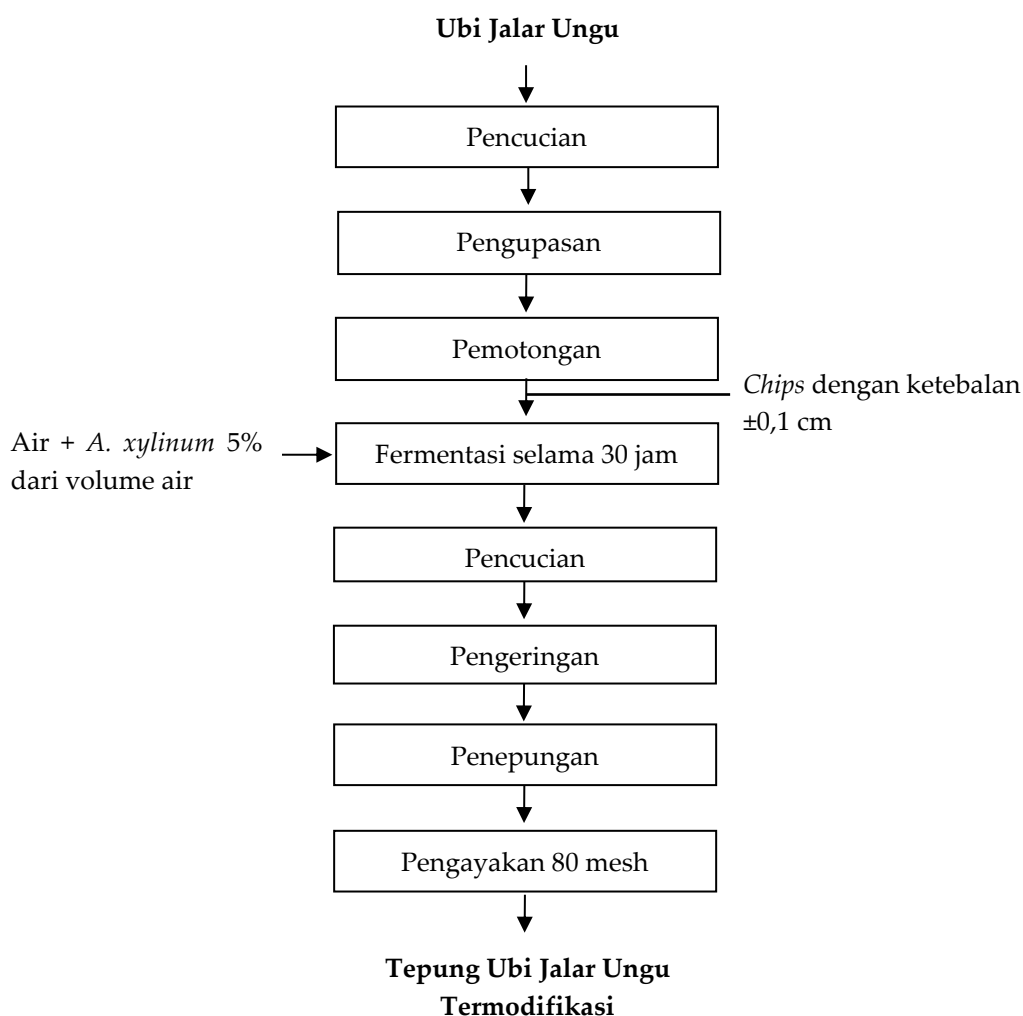 Ubi Jalar Ungu
Pencucian
Pengupasan
Pemotongan
Chips dengan ketebalan
±0,1 cm
Air + A. xylinum 5%
dari volume air
Fermentasi selama 30 jam
Pencucian
Pengeringan
Penepungan
Pengayakan 80 mesh
Tepung Ubi Jalar Ungu
Termodifikasi